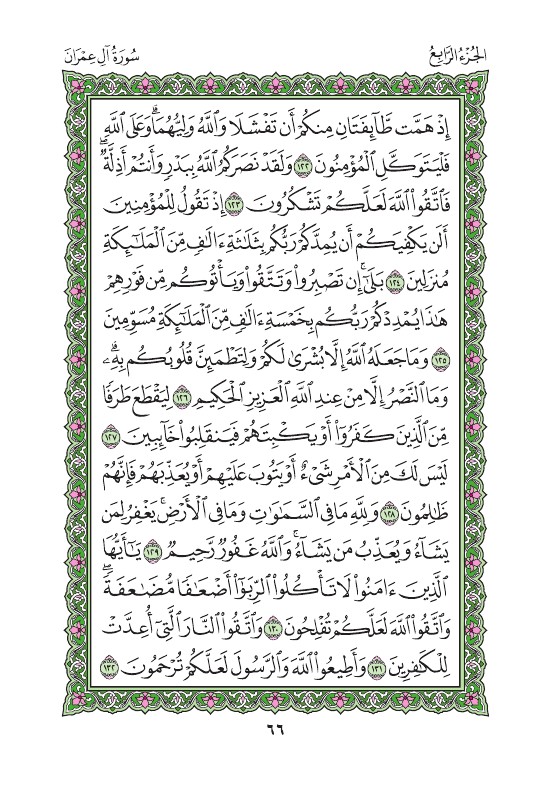 الجُزْءُ الرَّابِعُ
سُورَةُ آلِ عِمْرَانَ
إِذْ هَمَّت طَّآئِفَتَانِ مِنكُمْ أَن تَفْشَلَا وَٱللَّهُ وَلِيُّهُمَاۗ وَعَلَى ٱللَّهِ
فَلْيَتَوَكَّلِ ٱلْمُؤْمِنُونَ ١٢٢ وَلَقَدْ نَصَرَكُمُ ٱللَّهُ بِبَدْرٍ وَأَنتُمْ أَذِلَّةٌۖ
فَٱتَّقُوا۟ ٱللَّهَ لَعَلَّكُمْ تَشْكُرُونَ ١٢٣ إِذْ تَقُولُ لِلْمُؤْمِنِينَ
أَلَن يَكْفِيَكُمْ أَن يُمِدَّكُمْ رَبُّكُم بِثَلَٰثَةِ ءَالَٰفٍ مِّنَ ٱلْمَلَٰٓئِكَةِ
مُنزَلِينَ ١٢٤ بَلَىٰٓۚ إِن تَصْبِرُوا۟ وَتَتَّقُوا۟ وَيَأْتُوكُم مِّن فَوْرِهِمْ
هَٰذَا يُمْدِدْكُمْ رَبُّكُم بِخَمْسَةِ ءَالَٰفٍ مِّنَ ٱلْمَلَٰٓئِكَةِ مُسَوِّمِينَ
١٢٥ وَمَا جَعَلَهُ ٱللَّهُ إِلَّا بُشْرَىٰ لَكُمْ وَلِتَطْمَئِنَّ قُلُوبُكُم بِهِۦۗ
وَمَا ٱلنَّصْرُ إِلَّا مِنْ عِندِ ٱللَّهِ ٱلْعَزِيزِ ٱلْحَكِيمِ ١٢٦ لِيَقْطَعَ طَرَفًا
مِّنَ ٱلَّذِينَ كَفَرُوٓا۟ أَوْ يَكْبِتَهُمْ فَيَنقَلِبُوا۟ خَآئِبِينَ ١٢٧
لَيْسَ لَكَ مِنَ ٱلْأَمْرِ شَىْءٌ أَوْ يَتُوبَ عَلَيْهِمْ أَوْ يُعَذِّبَهُمْ فَإِنَّهُمْ
ظَٰلِمُونَ ١٢٨ وَلِلَّهِ مَا فِى ٱلسَّمَٰوَٰتِ وَمَا فِى ٱلْأَرْضِۚ يَغْفِرُ لِمَن
يَشَآءُ وَيُعَذِّبُ مَن يَشَآءُۚ وَٱللَّهُ غَفُورٌ رَّحِيمٌ ١٢٩ يَٰٓأَيُّهَا
ٱلَّذِينَ ءَامَنُوا۟ لَا تَأْكُلُوا۟ ٱلرِّبَوٰٓا۟ أَضْعَٰفًا مُّضَٰعَفَةًۖ
وَٱتَّقُوا۟ ٱللَّهَ لَعَلَّكُمْ تُفْلِحُونَ ١٣٠ وَٱتَّقُوا۟ ٱلنَّارَ ٱلَّتِىٓ أُعِدَّتْ
لِلْكَٰفِرِينَ ١٣١ وَأَطِيعُوا۟ ٱللَّهَ وَٱلرَّسُولَ لَعَلَّكُمْ تُرْحَمُونَ ١٣٢
٦٦